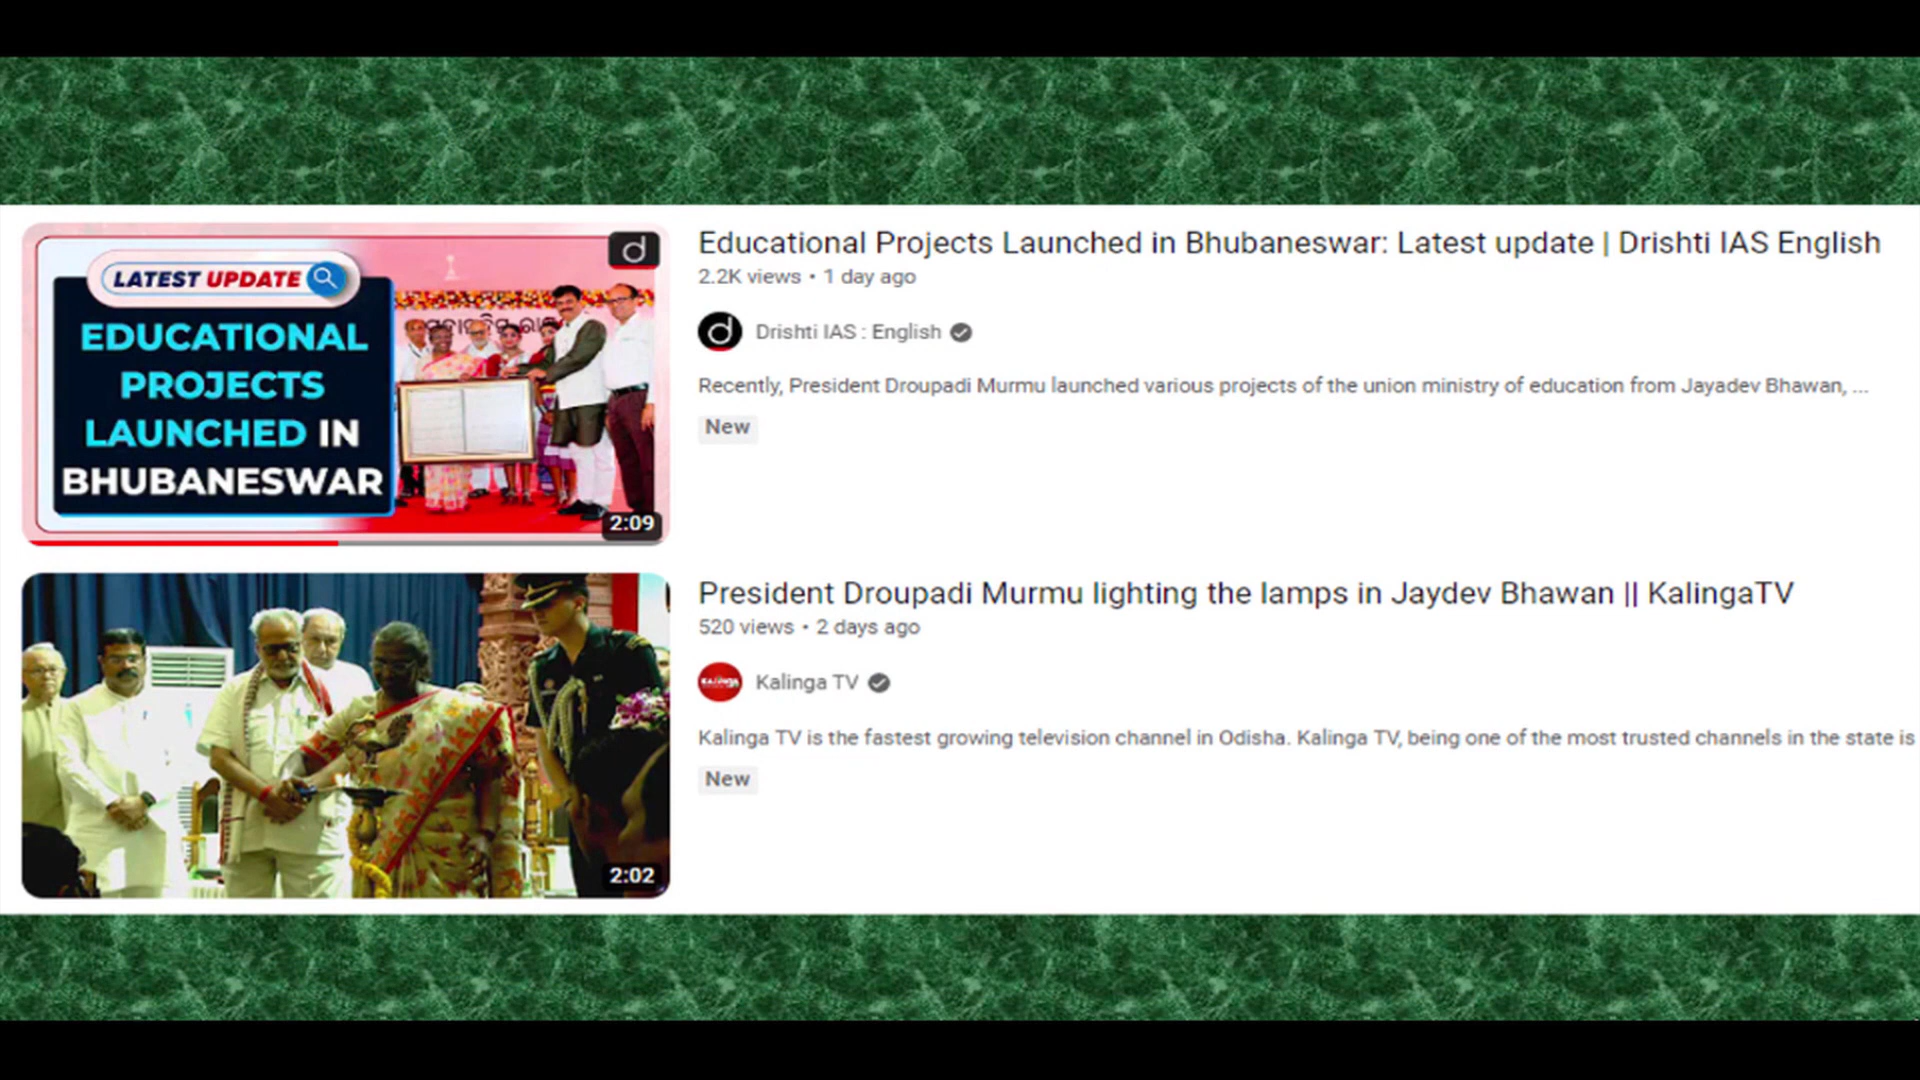 LATEST UPDATE
EDUCATIONAL
PROJECTS
LAUNCHED IN
BHUBANESWAR
d
2:09
Educational Projects Launched in Bhubaneswar: Latest update | Drishti IAS English
2.2K views • 1 day ago
d
Drishti IAS : English
Recently, President Droupadi Murmu launched various projects of the union ministry of education from Jayadev Bhawan, ...
New
2:02
President Droupadi Murmu lighting the lamps in Jaydev Bhawan || KalingaTV
520 views • 2 days ago
KALINGA
Kalinga TV
Kalinga TV is the fastest growing television channel in Odisha. Kalinga TV, being one of the most trusted channels in the state is
New